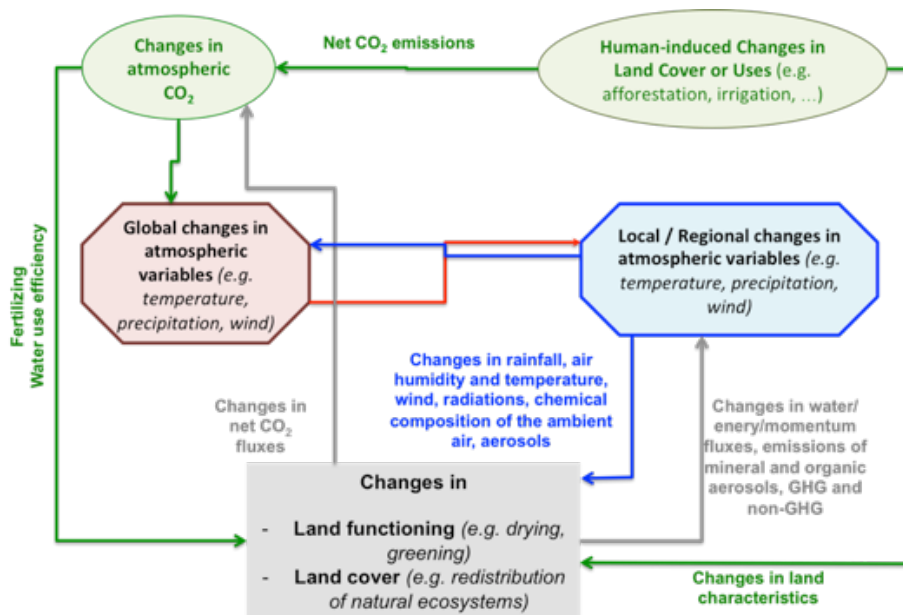 Changes in
atmospheric
CO₂
Net CO₂ emissions
Human-induced Changes in
Land Cover or Uses (e.g.
afforestation, irrigation, …)
Fertilizing
Water use efficiency
Global changes in
atmospheric
variables (e.g.
temperature,
precipitation, wind)
Local / Regional changes in
atmospheric variables (e.g.
temperature, precipitation,
wind)
Changes in rainfall, air
humidity and temperature,
wind, radiations, chemical
composition of the ambient
air, aerosols
Changes in
net CO₂
fluxes
Changes in water/
enery/momentum
fluxes, emissions of
mineral and organic
aerosols, GHG and
non-GHG
Changes in
- Land functioning (e.g. drying,
greening)
- Land cover (e.g. redistribution
of natural ecosystems)
Changes in land
characteristics